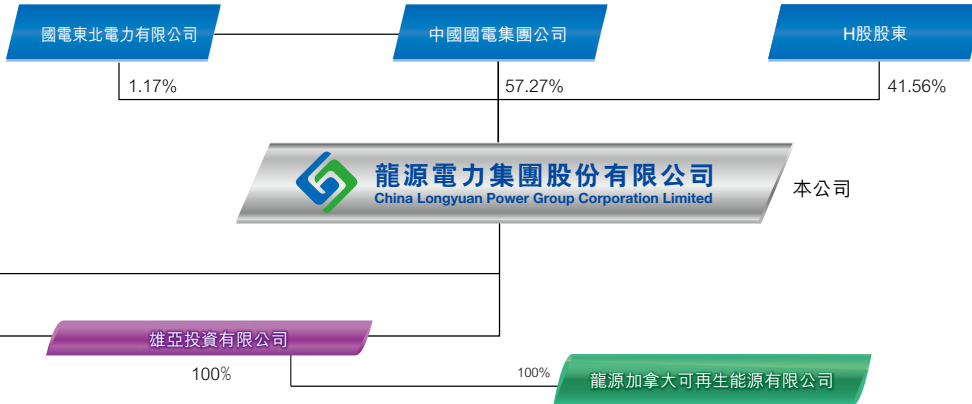 國電東北電力有限公司
中國國電集團公司
H股股東
1.17%
57.27%
41.56%
龍源電力集團股份有限公司
China Longyuan Power Group Corporation Limited
本公司
雄亞投資有限公司
100%
100%
龍源加拿大可再生能源有限公司